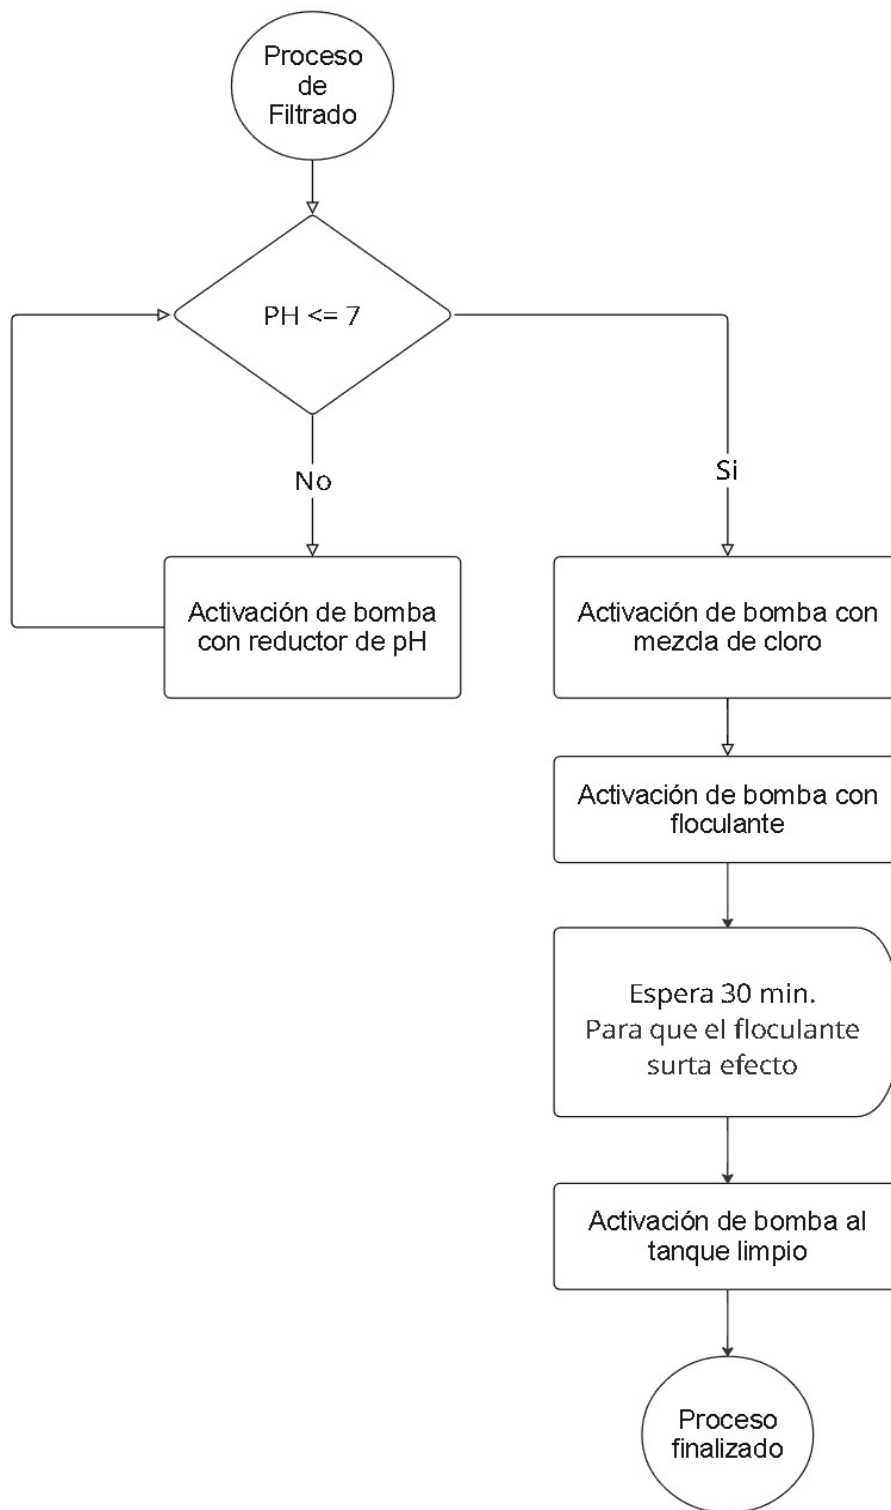 Proceso
de
Filtrado
PH <= 7
No
Si
Activación de bomba
con reductor de pH
Activación de bomba con
mezcla de cloro
Activación de bomba con
floculante
Espera 30 min.
Para que el floculante
surta efecto
Activación de bomba al
tanque limpio
Proceso
finalizado